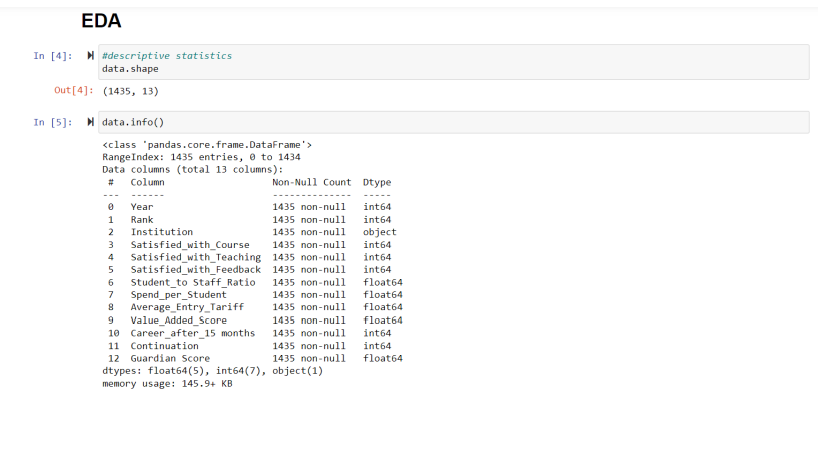 EDA
In [4]: #descriptive statistics
data.shape
Out[4]: (1435, 13)
In [5]: data.info()
<class 'pandas.core.frame.DataFrame'>
RangeIndex: 1435 entries, 0 to 1434
Data columns (total 13 columns):
# Column Non-Null Count Dtype
--- ------ -------------- -----
0 Year 1435 non-null int64
1 Rank 1435 non-null int64
2 Institution 1435 non-null object
3 Satisfied_with_Course 1435 non-null int64
4 Satisfied_with_Teaching 1435 non-null int64
5 Satisfied_with_Feedback 1435 non-null int64
6 Student_to Staff_Ratio 1435 non-null float64
7 Spend_per_Student 1435 non-null float64
8 Average_Entry_Tariff 1435 non-null float64
9 Value_Added_Score 1435 non-null float64
10 Career_after_15 months 1435 non-null int64
11 Continuation 1435 non-null int64
12 Guardian Score 1435 non-null float64
dtypes: float64(5), int64(7), object(1)
memory usage: 145.9+ KB